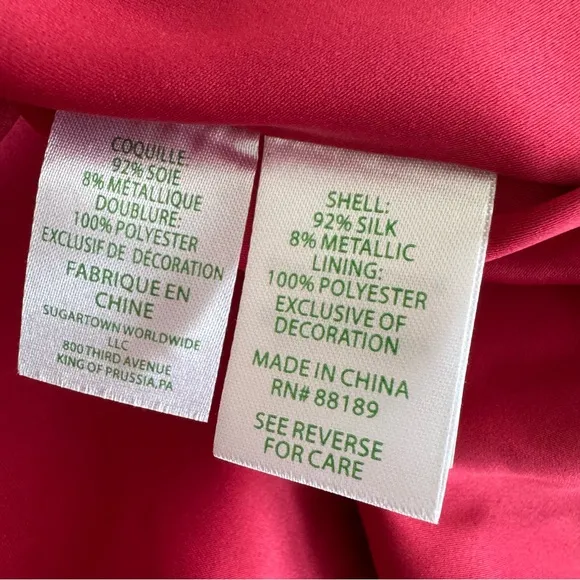 COQUILLE:
92% SOIE
8% MÉTALLIQUE
DOUBLURE:
100% POLYESTER
EXCLUSIF DE DÉCORATION
FABRIQUE EN
CHINE
SUGARTOWN WORLDWIDE
LLC
800 THIRD AVENUE
KING OF PRUSSIA,PA
SHELL:
92% SILK
8% METALLIC
LINING:
100% POLYESTER
EXCLUSIVE OF
DECORATION
MADE IN CHINA
RN# 88189
SEE REVERSE
FOR CARE